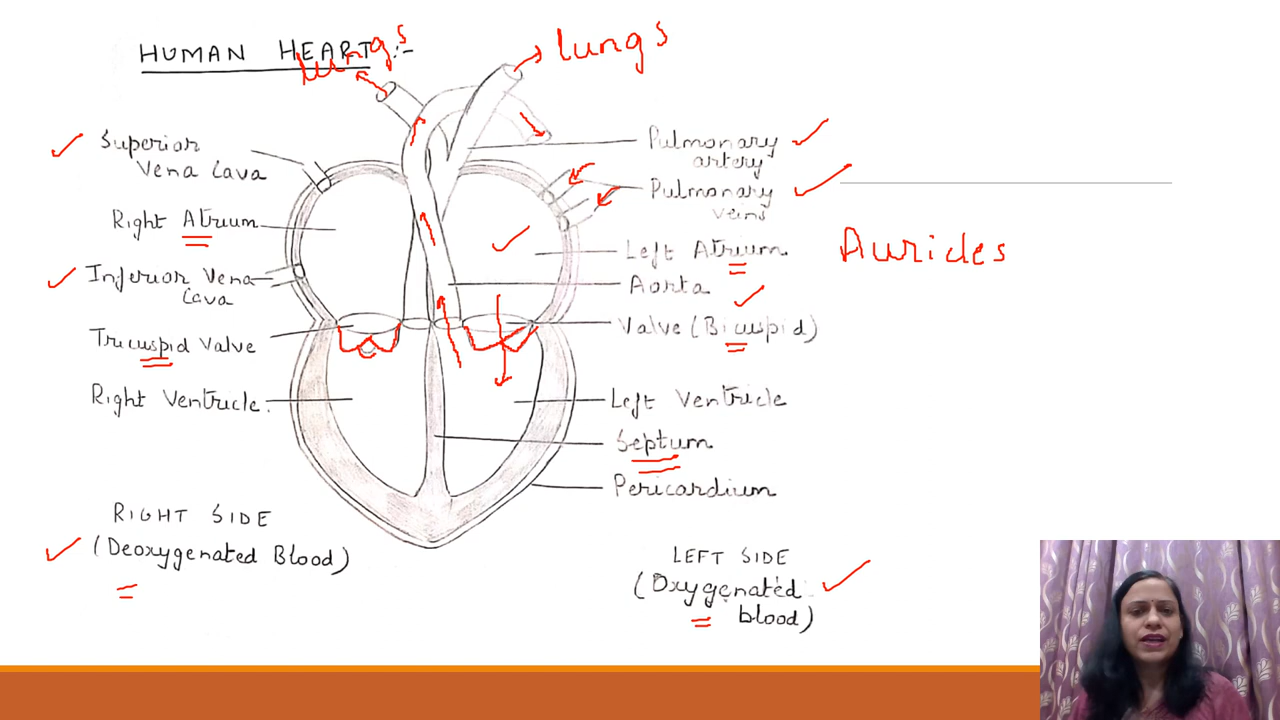 HUMAN HEART :-
lungs
lungs
Superior
Vena Cava
Right Atrium
Inferior Vena
Cava
Tricuspid Valve
Right Ventricle.
Pulmonary
artery
Pulmonary
veins
Left Atrium
Aorta
Valve (Bicuspid)
Left Ventricle
Septum
Pericardium
Auricles
RIGHT SIDE
(Deoxygenated Blood)
LEFT SIDE
(Oxygenated
blood)